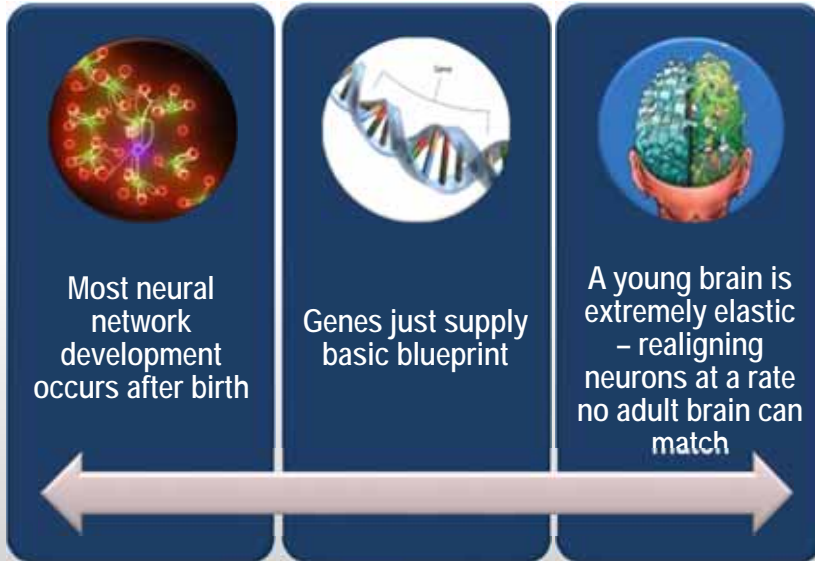 Most neural
network
development
occurs after birth
Gene
Genes just supply
basic blueprint
A young brain is
extremely elastic
– realigning
neurons at a rate
no adult brain can
match